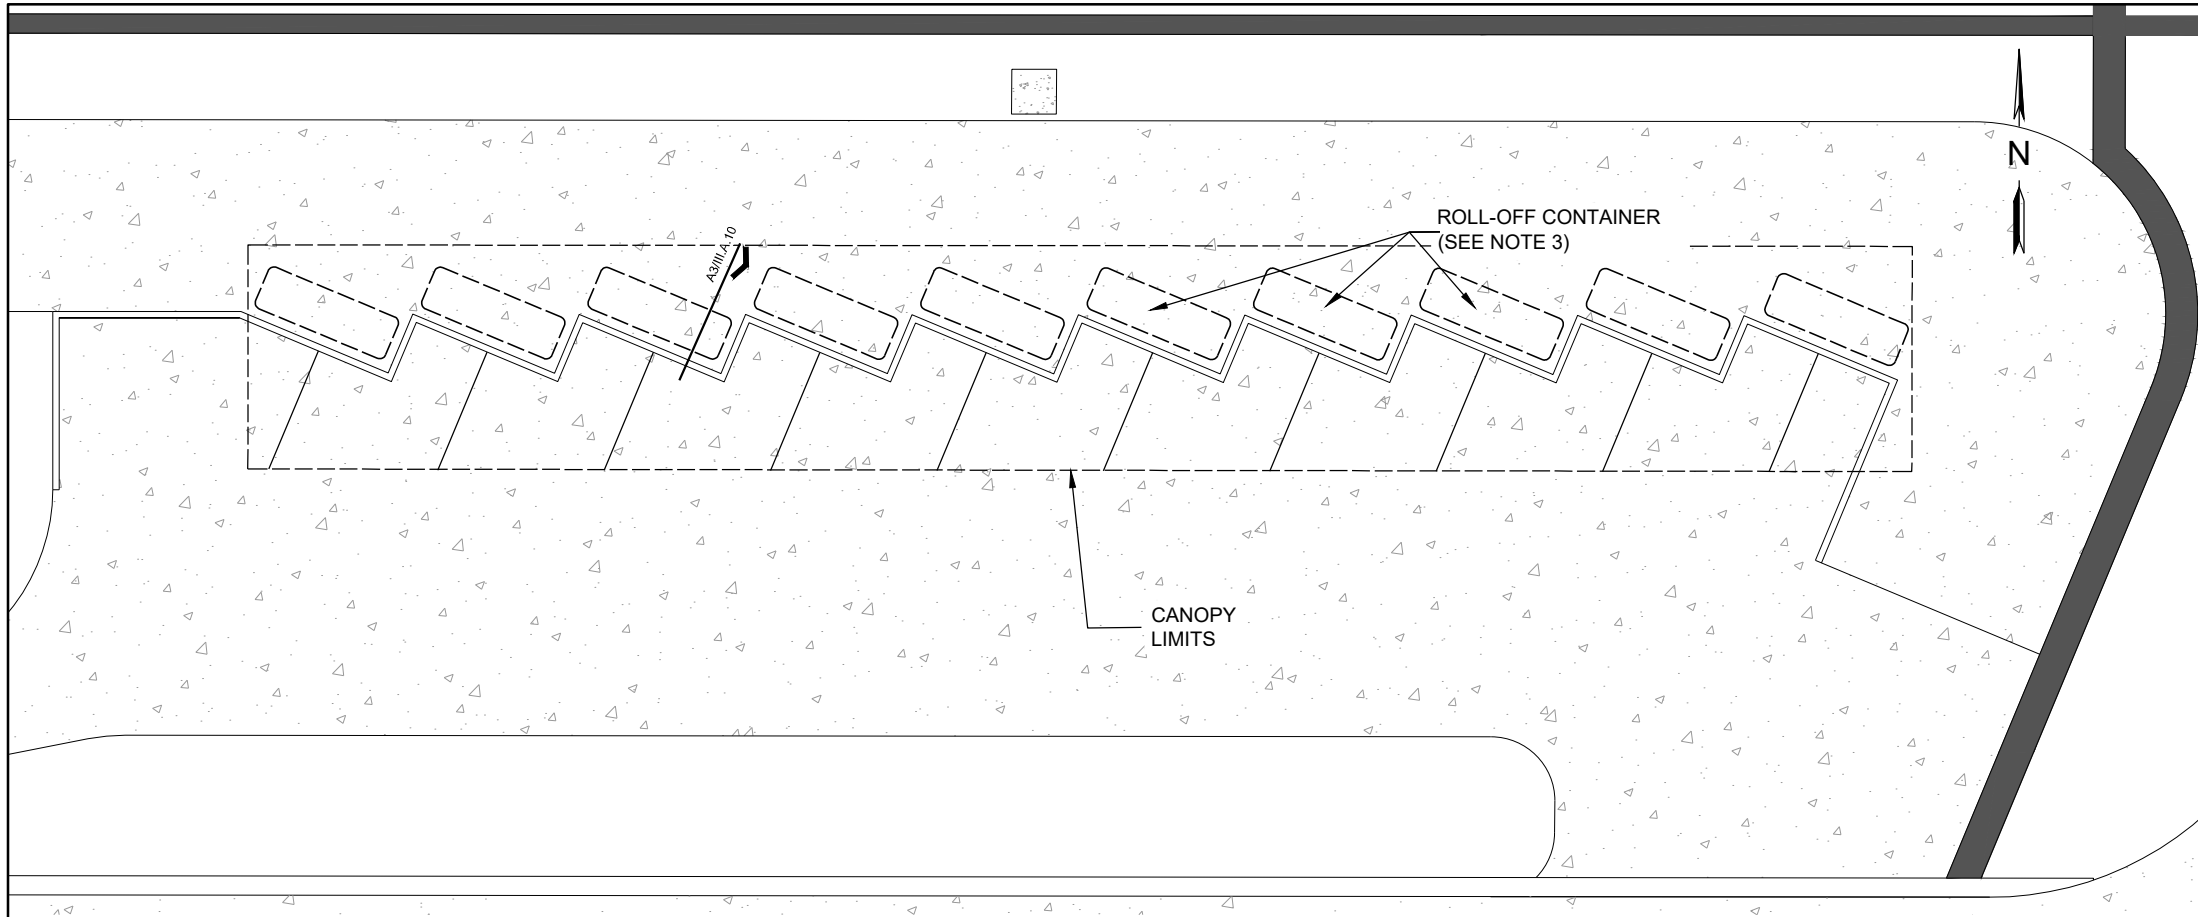 N
ROLL-OFF CONTAINER
(SEE NOTE 3)
A3/III.A.10
CANOPY
LIMITS